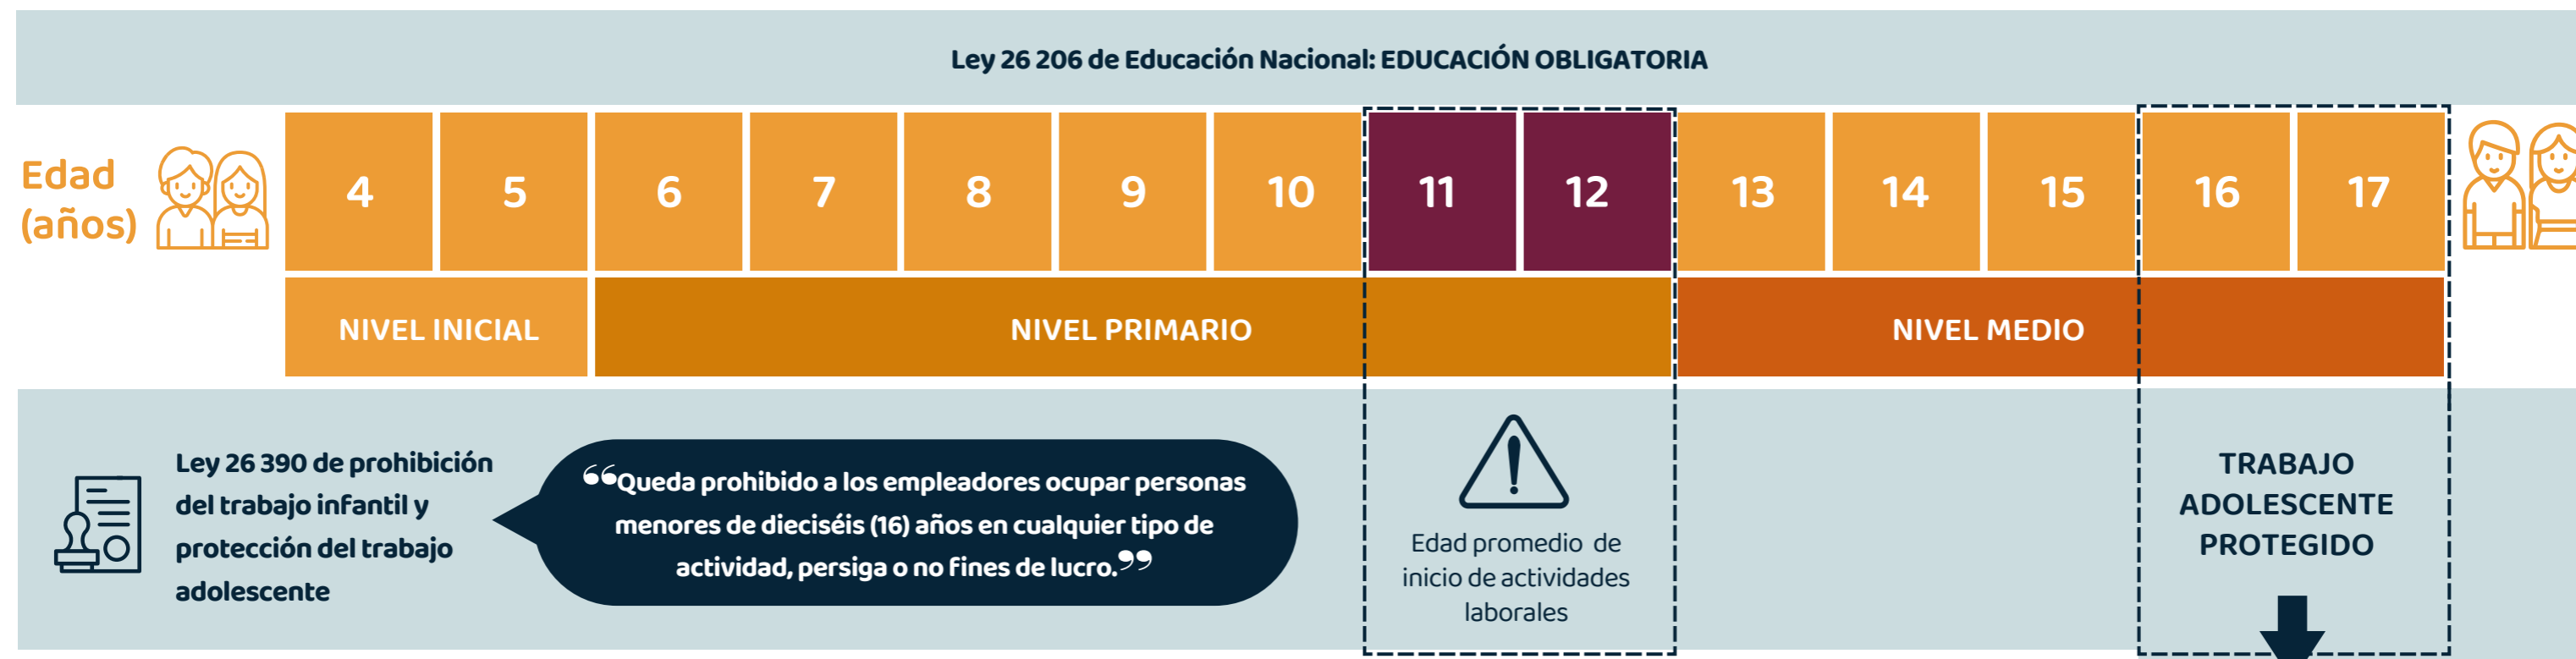 Ley 26 206 de Educación Nacional: EDUCACIÓN OBLIGATORIA
Edad
(años)
4 5 6 7 8 9 10 11 12 13 14 15 16 17
NIVEL INICIAL NIVEL PRIMARIO NIVEL MEDIO
Ley 26 390 de prohibición
del trabajo infantil y
protección del trabajo
adolescente
“Queda prohibido a los empleadores ocupar personas
menores de dieciséis (16) años en cualquier tipo de
actividad, persiga o no fines de lucro.”
Edad promedio de
inicio de actividades
laborales
TRABAJO
ADOLESCENTE
PROTEGIDO